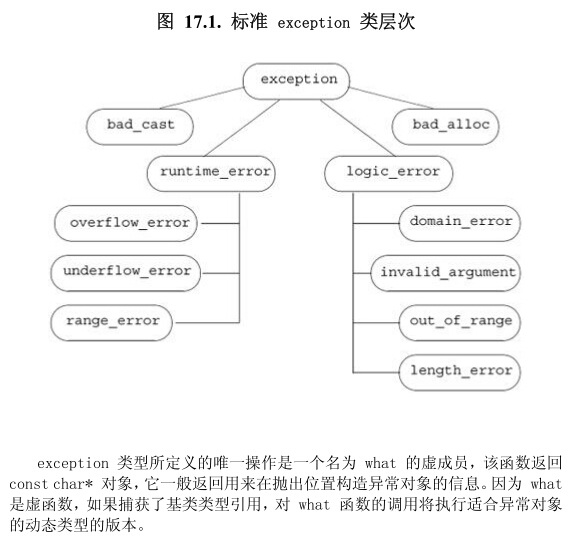 图 17.1. 标准 exception 类层次
exception
bad_cast
bad_alloc
runtime_error
logic_error
overflow_error
domain_error
underflow_error
invalid_argument
range_error
out_of_range
length_error
exception 类型所定义的唯一操作是一个名为 what 的虚成员，该函数返回
const char* 对象，它一般返回用来在抛出位置构造异常对象的信息。因为 what
是虚函数，如果捕获了基类类型引用，对 what 函数的调用将执行适合异常对象
的动态类型的版本。